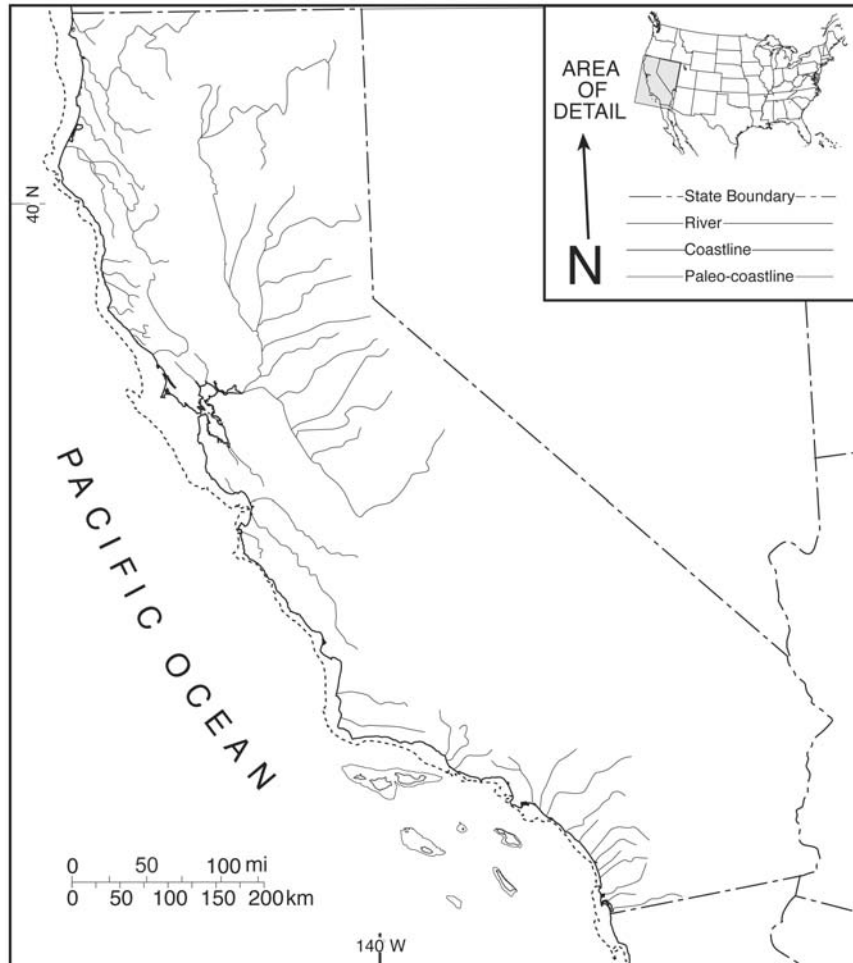 AREA
OF
DETAIL
N
State Boundary
River
Coastline
Paleo-coastline
40 N
PACIFIC OCEAN
0 50 100 mi
0 50 100 150 200 km
140 W